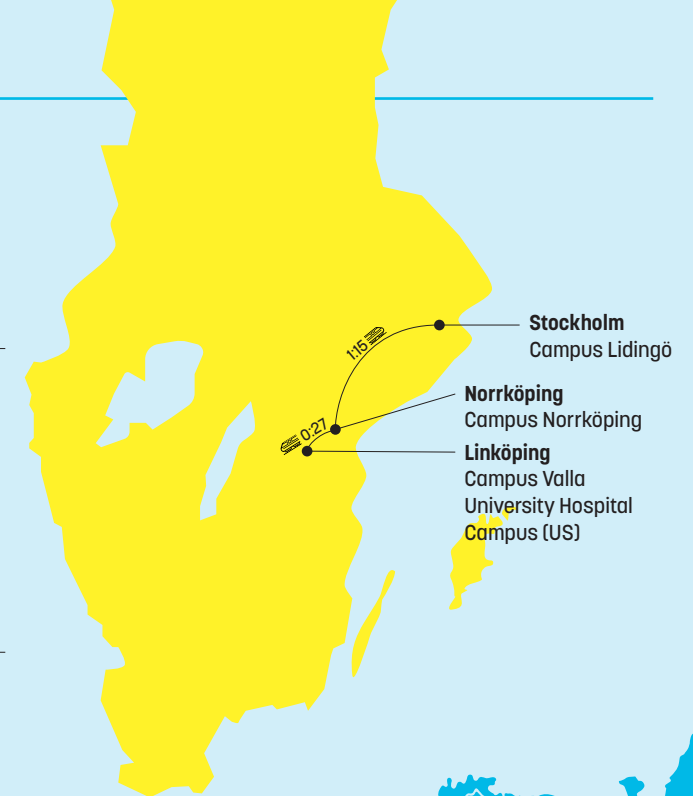 Stockholm
Campus Lidingö
1:15
Norrköping
Campus Norrköping
0:27
Linköping
Campus Valla
University Hospital
Campus (US)